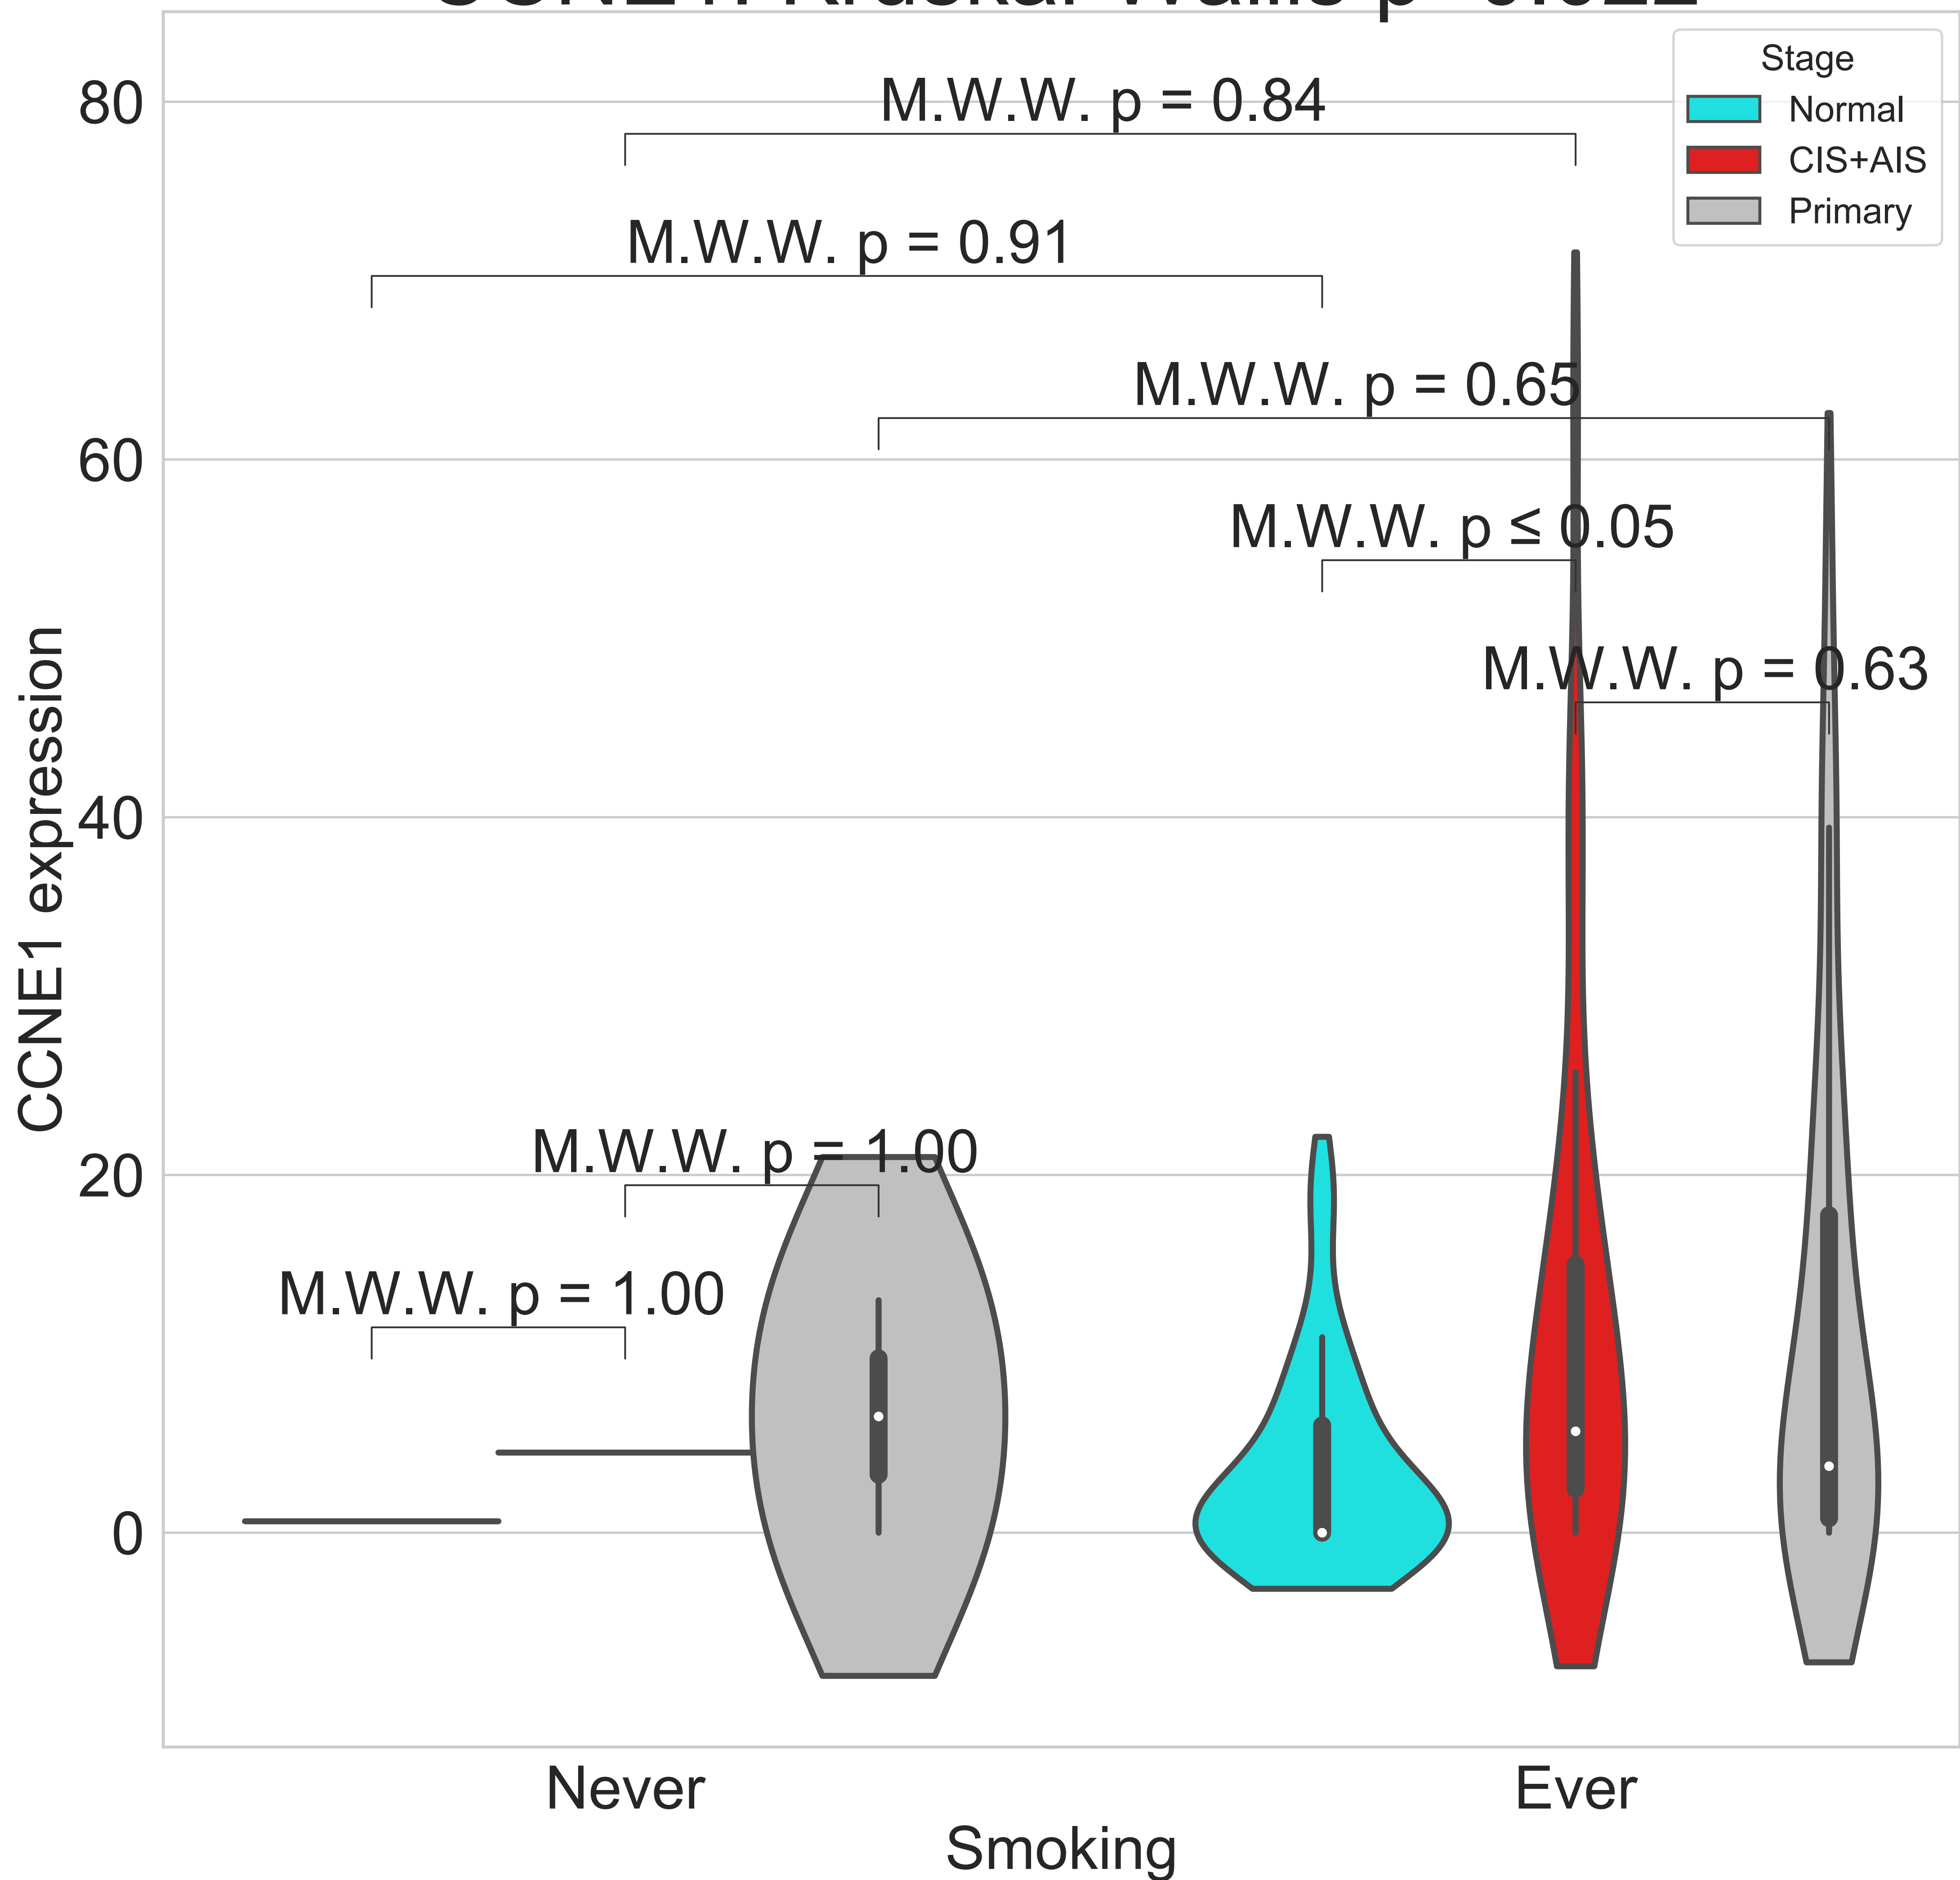 Stage
Normal
CIS+AIS
Primary
M.W.W. p = 0.84
M.W.W. p = 0.91
M.W.W. p = 0.65
M.W.W. p ≤ 0.05
M.W.W. p = 0.63
M.W.W. p = 1.00
M.W.W. p = 1.00
80
60
40
20
0
CCNE1 expression
Never
Ever
Smoking